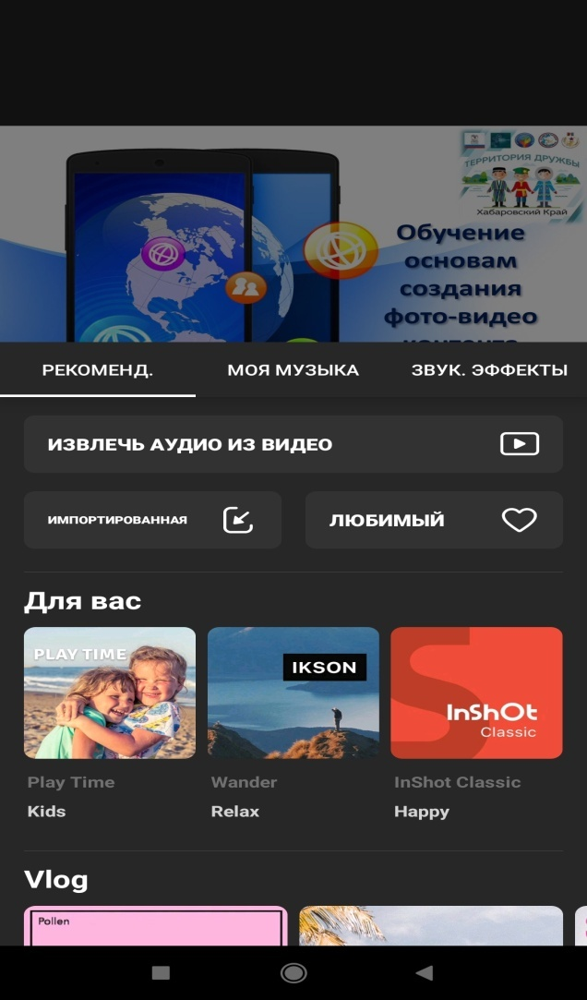 ТЕРРИТОРИЯ ДРУЖБЫ
Хабаровский Край
Обучение
основам
создания
фото-видео
РЕКОМЕНД.
МОЯ МУЗЫКА
ЗВУК. ЭФФЕКТЫ
ИЗВЛЕЧЬ АУДИО ИЗ ВИДЕО
ИМПОРТИРОВАННАЯ
ЛЮБИМЫЙ
Для вас
PLAY TIME
IKSON
InShOt
Classic
Play Time
Wander
InShot Classic
Kids
Relax
Happy
Vlog
Pollen